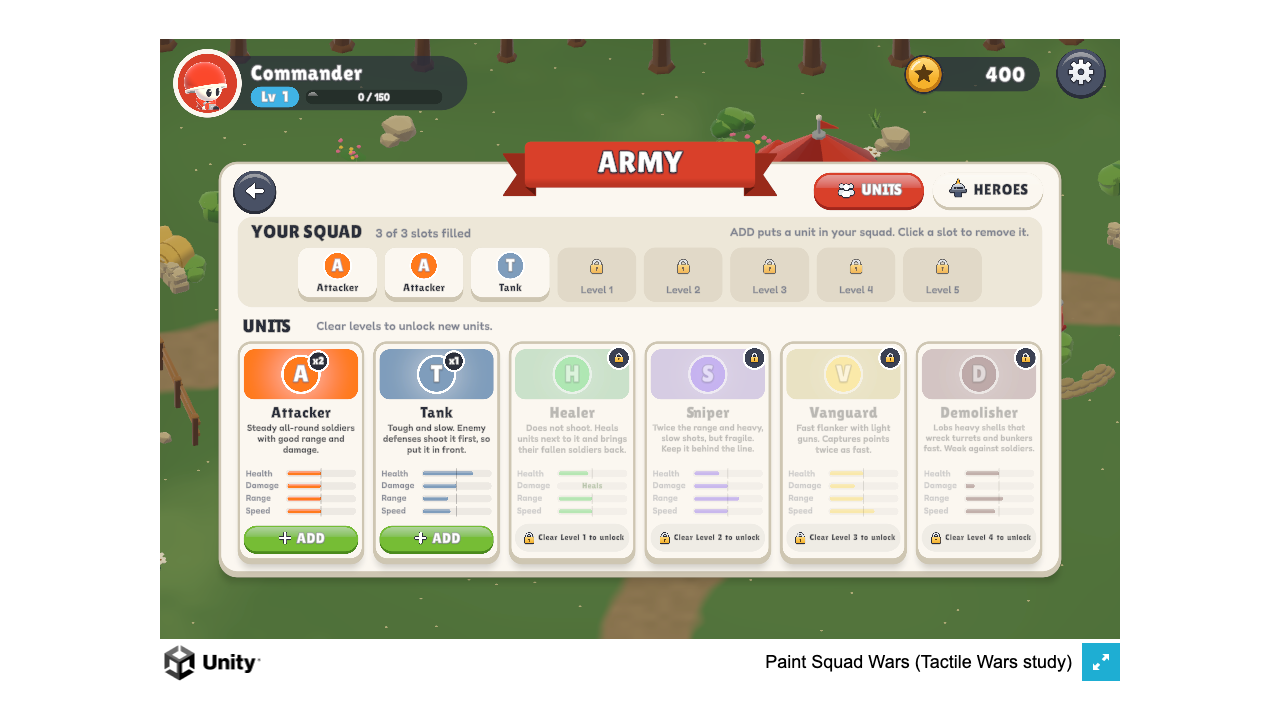 Commander
Lv 1
0 / 150
400
ARMY
UNITS
HEROES
YOUR SQUAD
3 of 3 slots filled
ADD puts a unit in your squad. Click a slot to remove it.
A
Attacker
A
Attacker
T
Tank
Level 1
Level 2
Level 3
Level 4
Level 5
UNITS
Clear levels to unlock new units.
A
x2
Attacker
Steady all-round soldiers
with good range and
damage.
Health
Damage
Range
Speed
+ ADD
T
x1
Tank
Tough and slow. Enemy
defenses shoot it first, so
put it in front.
Health
Damage
Range
Speed
+ ADD
H
Healer
Does not shoot. Heals
units next to it and brings
their fallen soldiers back.
Health
Damage Heals
Range
Speed
Clear Level 1 to unlock
S
Sniper
Twice the range and heavy,
slow shots, but fragile.
Keep it behind the line.
Health
Damage
Range
Speed
Clear Level 2 to unlock
V
Vanguard
Fast flanker with light
guns. Captures points
twice as fast.
Health
Damage
Range
Speed
Clear Level 3 to unlock
D
Demolisher
Lobs heavy shells that
wreck turrets and bunkers
fast. Weak against soldiers.
Health
Damage
Range
Speed
Clear Level 4 to unlock
Unity
Paint Squad Wars (Tactile Wars study)